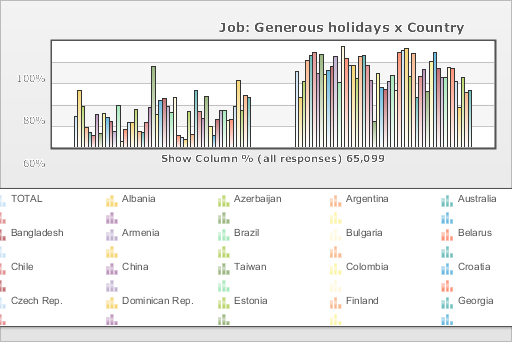 Job: Generous holidays x Country
100%
80%
60%
Show Column % (all responses) 65,099
TOTAL Albania Azerbaijan Argentina Australia
Bangladesh Armenia Brazil Bulgaria Belarus
Chile China Taiwan Colombia Croatia
Czech Rep. Dominican Rep. Estonia Finland Georgia